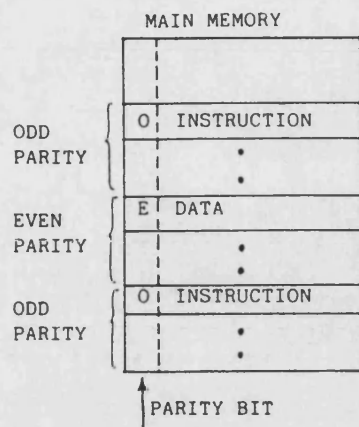 MAIN MEMORY
ODD PARITY
O INSTRUCTION
EVEN PARITY
E DATA
ODD PARITY
O INSTRUCTION
PARITY BIT